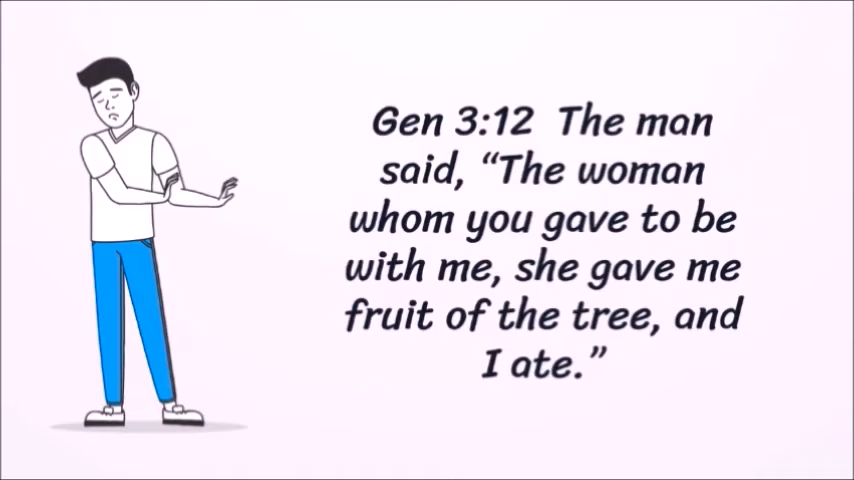 Gen 3:12  The man
said, “The woman
whom you gave to be
with me, she gave me
fruit of the tree, and
I ate.”